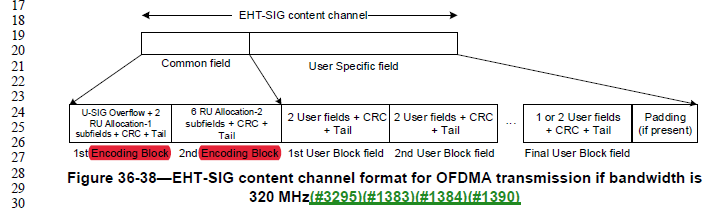 17
18
19
20
21
22
23
24
25
26
27
28
29
30
EHT-SIG content channel
Common field
User Specific field
U-SIG Overflow + 2
RU Allocation-1
subfields + CRC + Tail
6 RU Allocation-2
subfields + CRC +
Tail
2 User fields + CRC
+ Tail
2 User fields + CRC
+ Tail
...
1 or 2 User fields
+ CRC + Tail
Padding
(if present)
1st Encoding Block
2nd Encoding Block
1st User Block field
2nd User Block field
Final User Block field
Figure 36-38—EHT-SIG content channel format for OFDMA transmission if bandwidth is
320 MHz(#3295)(#1383)(#1384)(#1390)